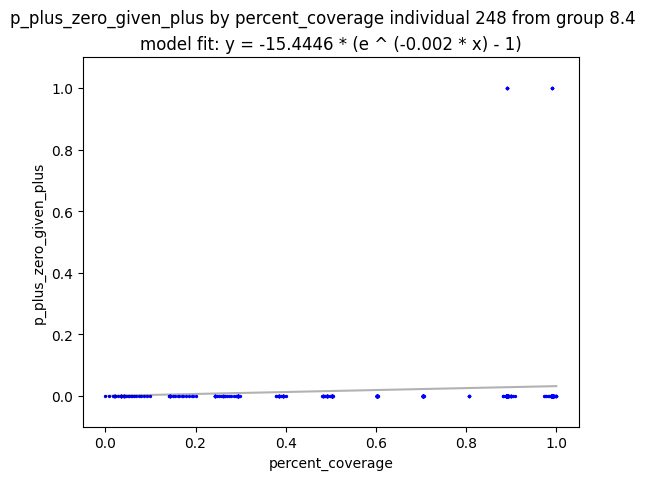 p_plus_zero_given_plus by percent_coverage individual 248 from group 8.4
model fit: y = -15.4446 * (e ^ (-0.002 * x) - 1)
p_plus_zero_given_plus
1.0
0.8
0.6
0.4
0.2
0.0
0.0 0.2 0.4 0.6 0.8 1.0
percent_coverage